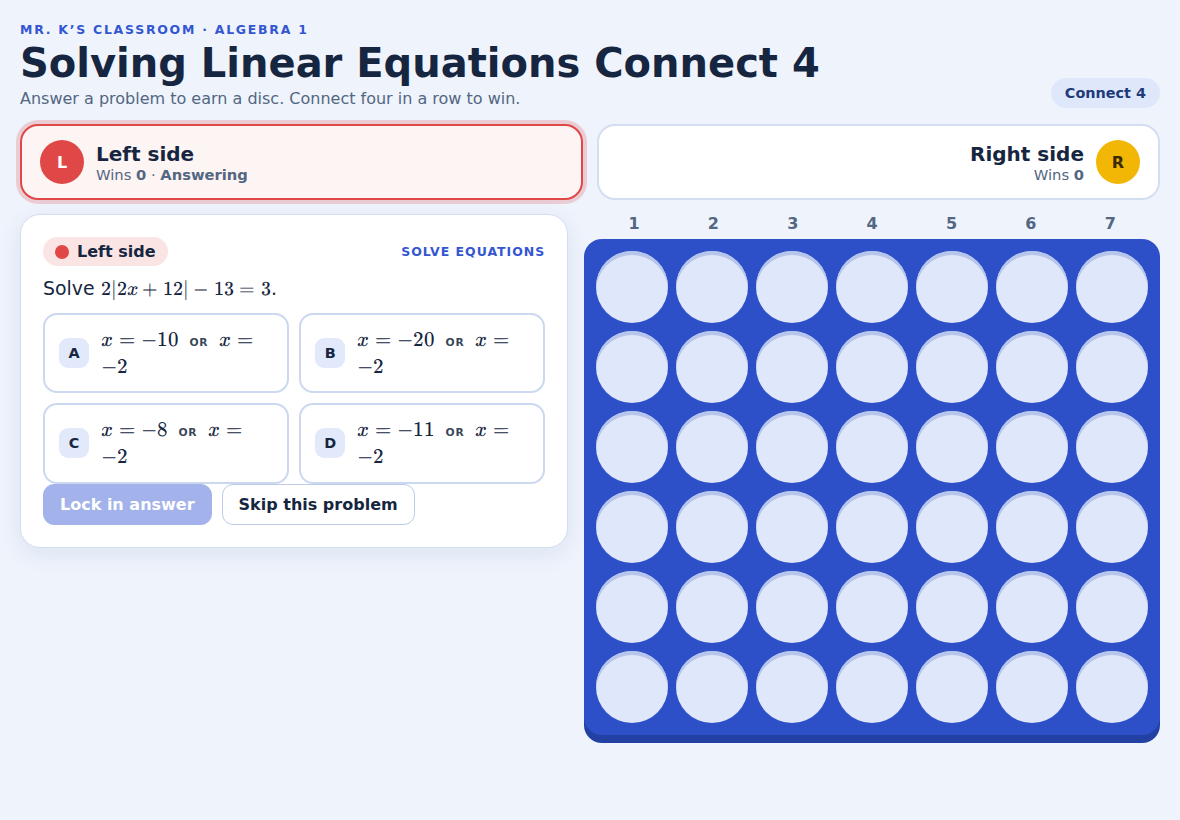 MR. K’S CLASSROOM · ALGEBRA 1
Solving Linear Equations Connect 4
Answer a problem to earn a disc. Connect four in a row to win.
Connect 4
L
Left side
Wins 0 · Answering
Right side
Wins 0
R
Left side
SOLVE EQUATIONS
Solve 2|2x + 12| − 13 = 3.
A
x = −10 OR x =
−2
B
x = −20 OR x =
−2
C
x = −8 OR x =
−2
D
x = −11 OR x =
−2
Lock in answer
Skip this problem
1 2 3 4 5 6 7